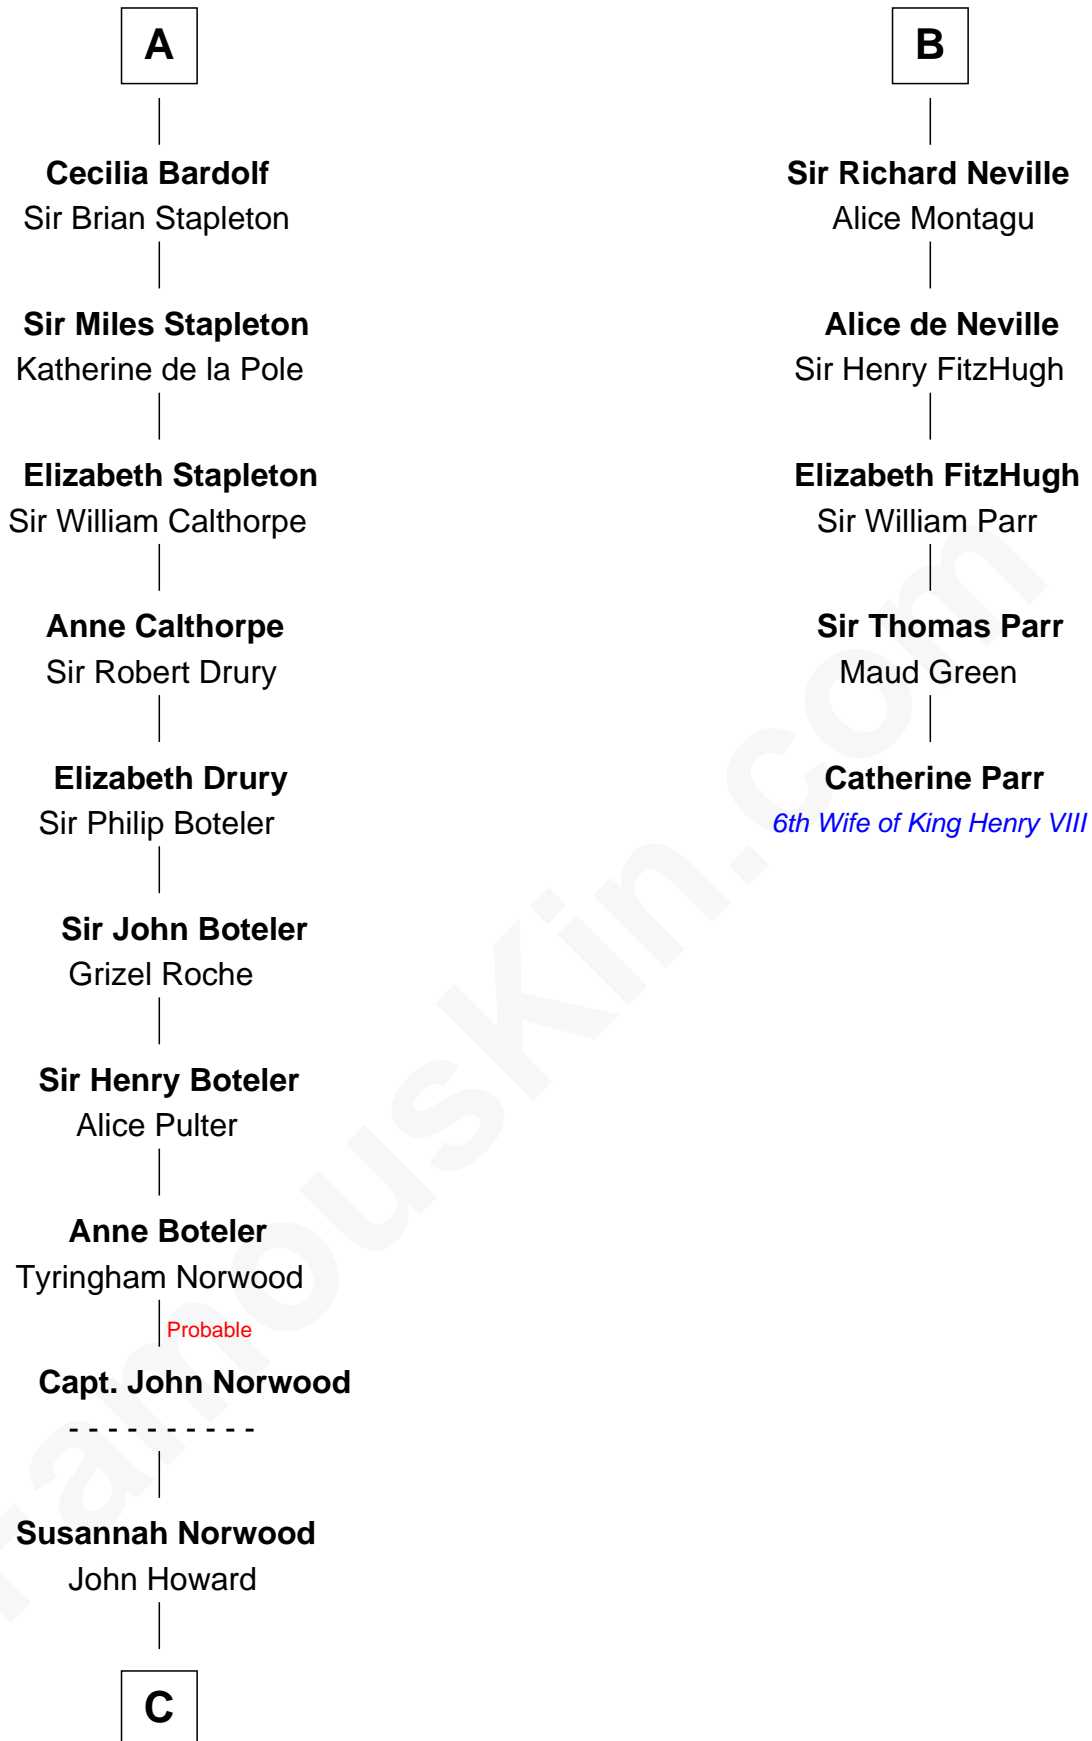 A
Cecilia Bardolf
Sir Brian Stapleton
Sir Miles Stapleton
Katherine de la Pole
Elizabeth Stapleton
Sir William Calthorpe
Anne Calthorpe
Sir Robert Drury
Elizabeth Drury
Sir Philip Boteler
Sir John Boteler
Grizel Roche
Sir Henry Boteler
Alice Pulter
Anne Boteler
Tyringham Norwood
Probable
Capt. John Norwood
- - - - - - - - - -
Susannah Norwood
John Howard
C
B
Sir Richard Neville
Alice Montagu
Alice de Neville
Sir Henry FitzHugh
Elizabeth FitzHugh
Sir William Parr
Sir Thomas Parr
Maud Green
Catherine Parr
6th Wife of King Henry VIII
FamousKin.com